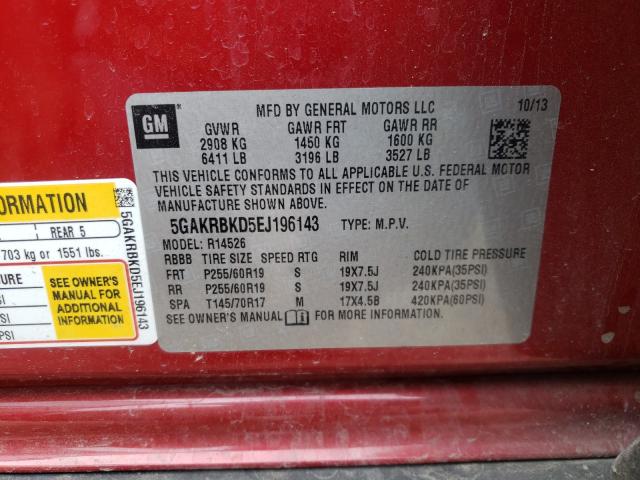 GM
MFD BY GENERAL MOTORS LLC 10/13
GVWR GAWR FRT GAWR RR
2908 KG 1450 KG 1600 KG
6411 LB 3196 LB 3527 LB
THIS VEHICLE CONFORMS TO ALL APPLICABLE U.S. FEDERAL MOTOR
VEHICLE SAFETY STANDARDS IN EFFECT ON THE DATE OF
MANUFACTURE SHOWN ABOVE.
5GAKRBKD5EJ196143 TYPE: M.P.V.
MODEL: R14526
RBBB TIRE SIZE SPEED RTG RIM COLD TIRE PRESSURE
FRT P255/60R19 S 19X7.5J 240KPA(35PSI)
RR P255/60R19 S 19X7.5J 240KPA(35PSI)
SPA T145/70R17 M 17X4.5B 420KPA(60PSI)
SEE OWNER'S MANUAL FOR MORE INFORMATION.
ORMATION
REAR 5
703 kg or 1551 lbs.
SURE
SI
SI
PSI
SEE OWNER'S
MANUAL FOR
ADDITIONAL
INFORMATION
5GAKRBKD5EJ196143